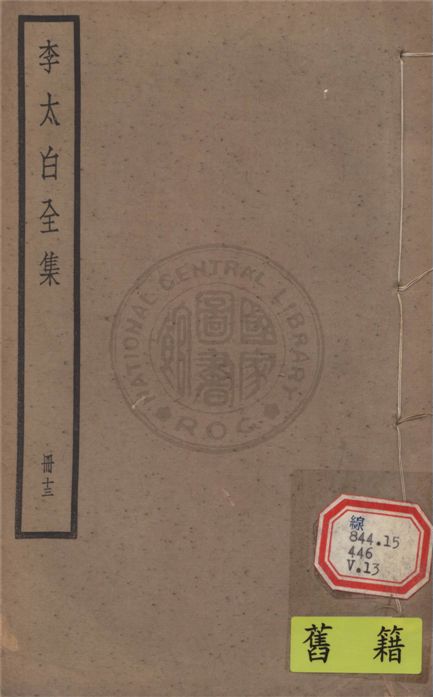 李太白全集
冊十三
NATIONAL CENTRAL LIBRARY
國家圖書館
R.O.C.
線
844.15
446
V.13
舊籍